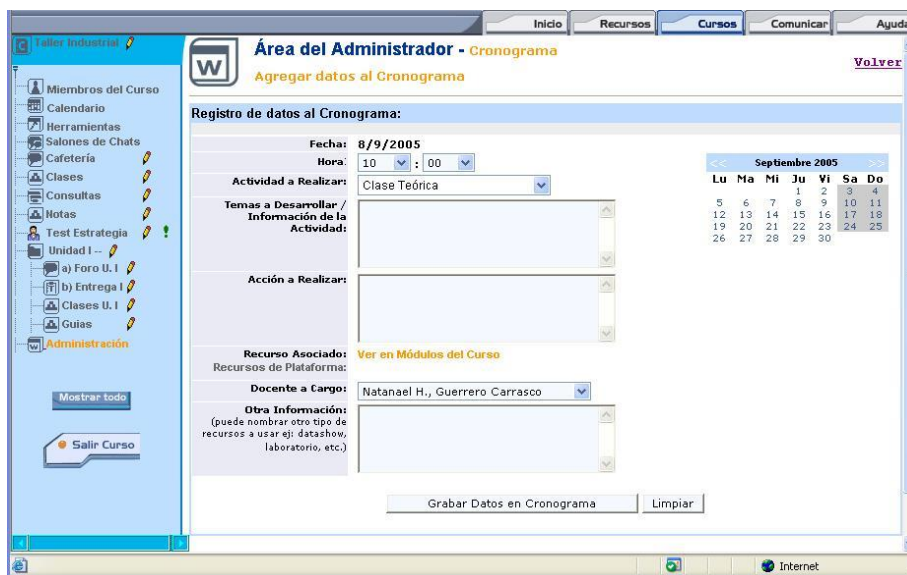 Inicio Recursos Cursos Comunicar Ayuda
Taller Industrial
Miembros del Curso
Calendario
Herramientas
Salones de Chats
Cafetería
Clases
Consultas
Notas
Test Estrategia
Unidad I --
a) Foro U. I
b) Entrega I
Clases U. I
Guias
Administración
Mostrar todo
Salir Curso
Área del Administrador - Cronograma
Agregar datos al Cronograma
Volver
Registro de datos al Cronograma:
Fecha: 8/9/2005
Hora: 10 : 00
Actividad a Realizar: Clase Teórica
Temas a Desarrollar /
Información de la
Actividad:
Acción a Realizar:
Recurso Asociado: Ver en Módulos del Curso
Recursos de Plataforma:
Docente a Cargo: Natanael H., Guerrero Carrasco
Otra Información:
(puede nombrar otro tipo de
recursos a usar ej: datashow,
laboratorio, etc.)
Grabar Datos en Cronograma Limpiar
<< Septiembre 2005 >>
Lu Ma Mi Ju Vi Sa Do
1 2 3 4
5 6 7 8 9 10 11
12 13 14 15 16 17 18
19 20 21 22 23 24 25
26 27 28 29 30
Internet